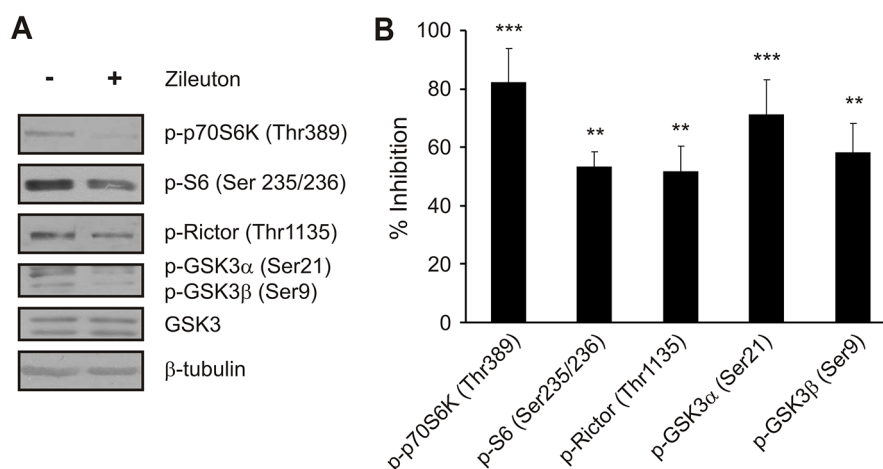 A
- + Zileuton
p-p70S6K (Thr389)
p-S6 (Ser 235/236)
p-Rictor (Thr1135)
p-GSK3α (Ser21)
p-GSK3β (Ser9)
GSK3
β-tubulin
B
% Inhibition
100
80
60
40
20
0
***
**
**
***
**
p-p70S6K (Thr389)
p-S6 (Ser235/236)
p-Rictor (Thr1135)
p-GSK3α (Ser21)
p-GSK3β (Ser9)